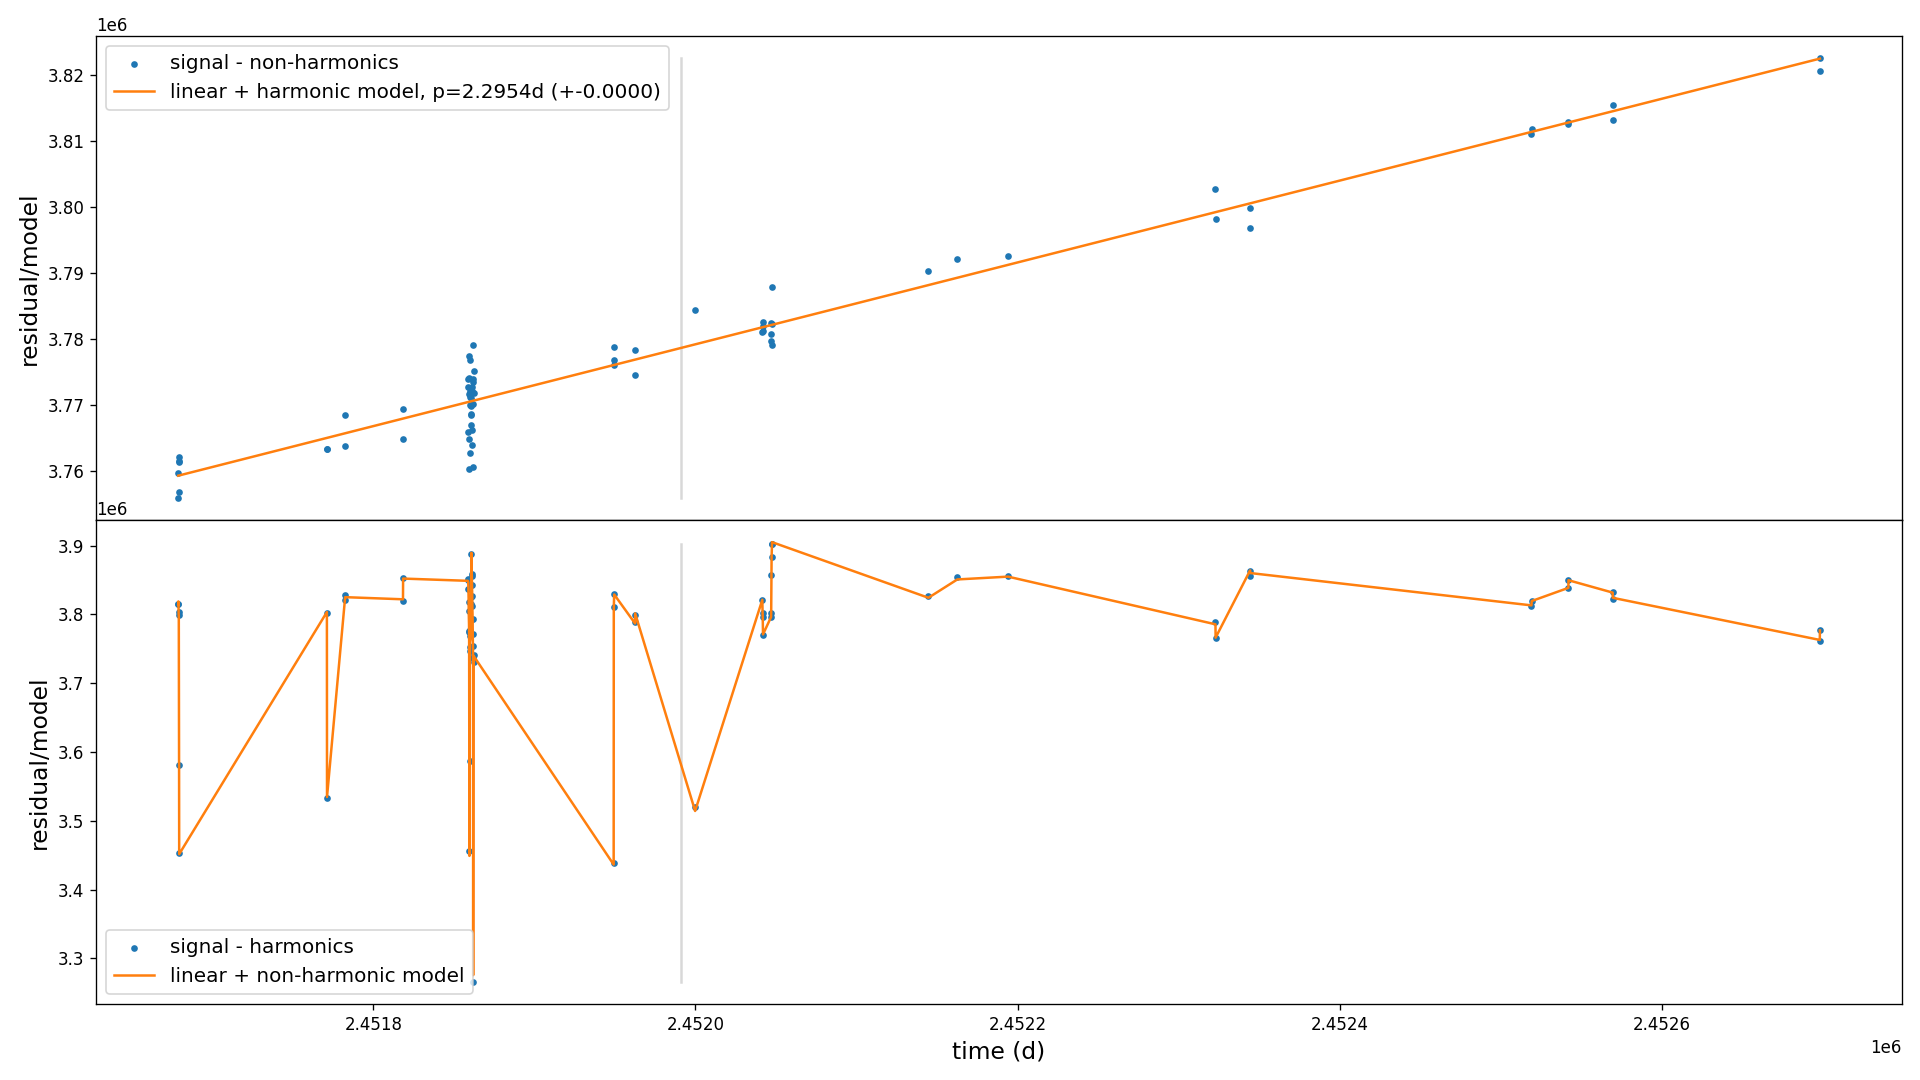 1e6
signal - non-harmonics
linear + harmonic model, p=2.2954d (+-0.0000)
3.82
3.81
3.80
3.79
3.78
3.77
3.76
residual/model
1e6
3.9
3.8
3.7
3.6
3.5
3.4
3.3
residual/model
signal - harmonics
linear + non-harmonic model
2.4518
2.4520
2.4522
2.4524
2.4526
time (d)
1e6